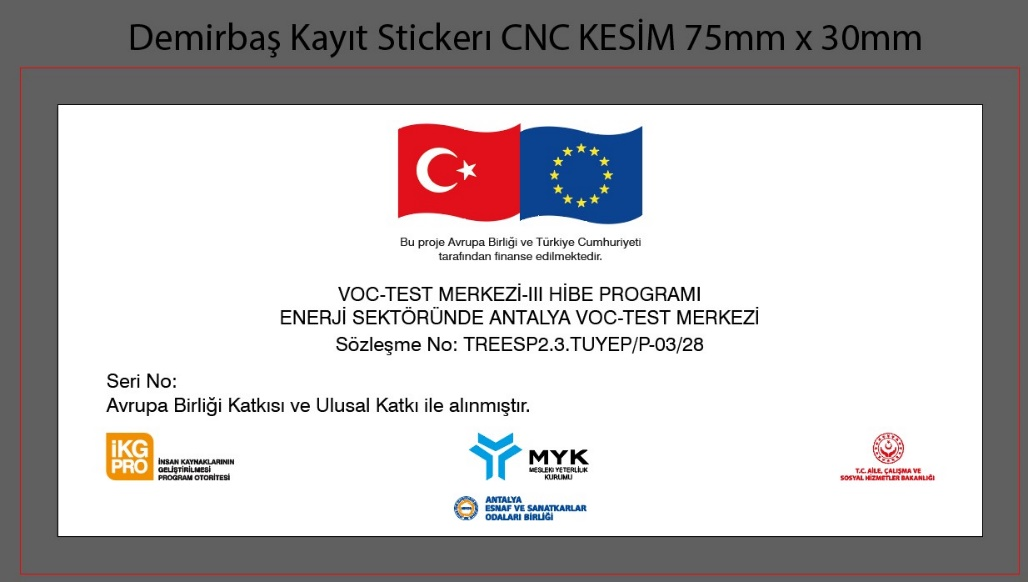 Demirbaş Kayıt Stickerı CNC KESİM 75mm x 30mm
Bu proje Avrupa Birliği ve Türkiye Cumhuriyeti
tarafından finanse edilmektedir.
VOC-TEST MERKEZİ-III HİBE PROGRAMI
ENERJİ SEKTÖRÜNDE ANTALYA VOC-TEST MERKEZİ
Sözleşme No: TREESP2.3.TUYEP/P-03/28
Seri No:
Avrupa Birliği Katkısı ve Ulusal Katkı ile alınmıştır.
iKG
PRO
İNSAN KAYNAKLARININ
GELİŞTİRİLMESİ
PROGRAM OTORİTESİ
MYK
MESLEKİ YETERLİLİK
KURUMU
T.C. AİLE, ÇALIŞMA VE
SOSYAL HİZMETLER BAKANLIĞI
ANTALYA
ESNAF VE SANATKARLAR
ODALARI BİRLİĞİ